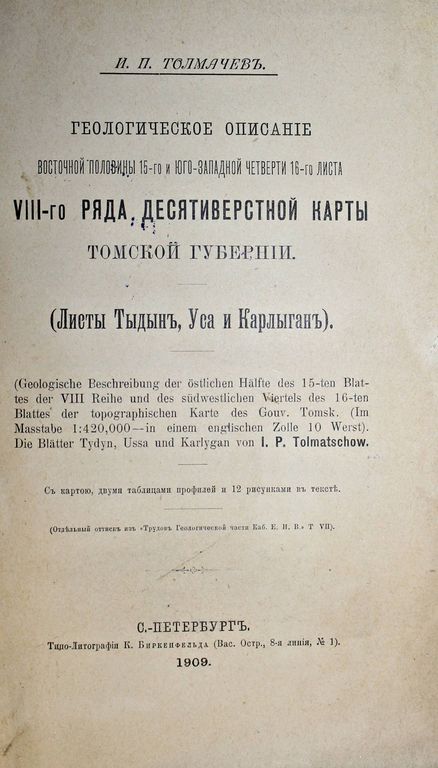 И. П. ТОЛМАЧЕВЪ.
ГЕОЛОГИЧЕСКОЕ ОПИСАНІЕ
ВОСТОЧНОЙ ПОЛОВИНЫ 15-го И ЮГО-ЗАПАДНОЙ ЧЕТВЕРТИ 16-го ЛИСТА
VIII-го РЯДА ДЕСЯТИВЕРСТНОЙ КАРТЫ
ТОМСКОЙ ГУБЕРНІИ.
(Листы Тыдынъ, Уса и Карлыганъ).
(Geologische Beschreibung der östlichen Hälfte des 15-ten Blat-
tes der VIII Reihe und des südwestlichen Viertels des 16-ten
Blattes der topographischen Karte des Gouv. Tomsk. (Im
Masstabe 1:420,000—in einem englischen Zolle 10 Werst).
Die Blätter Tydyn, Ussa und Karlygan von I. P. Tolmatschow.
Съ картою, двумя таблицами профилей и 12 рисунками въ текстѣ.
(Отдѣльный оттискъ изъ «Трудовъ Геологической части Каб. Е. И. В.» Т VII).
С.-ПЕТЕРБУРГЪ.
Типо-Литографія К. Биркенфельда (Вас. Остр., 8-я линія, № 1).
1909.